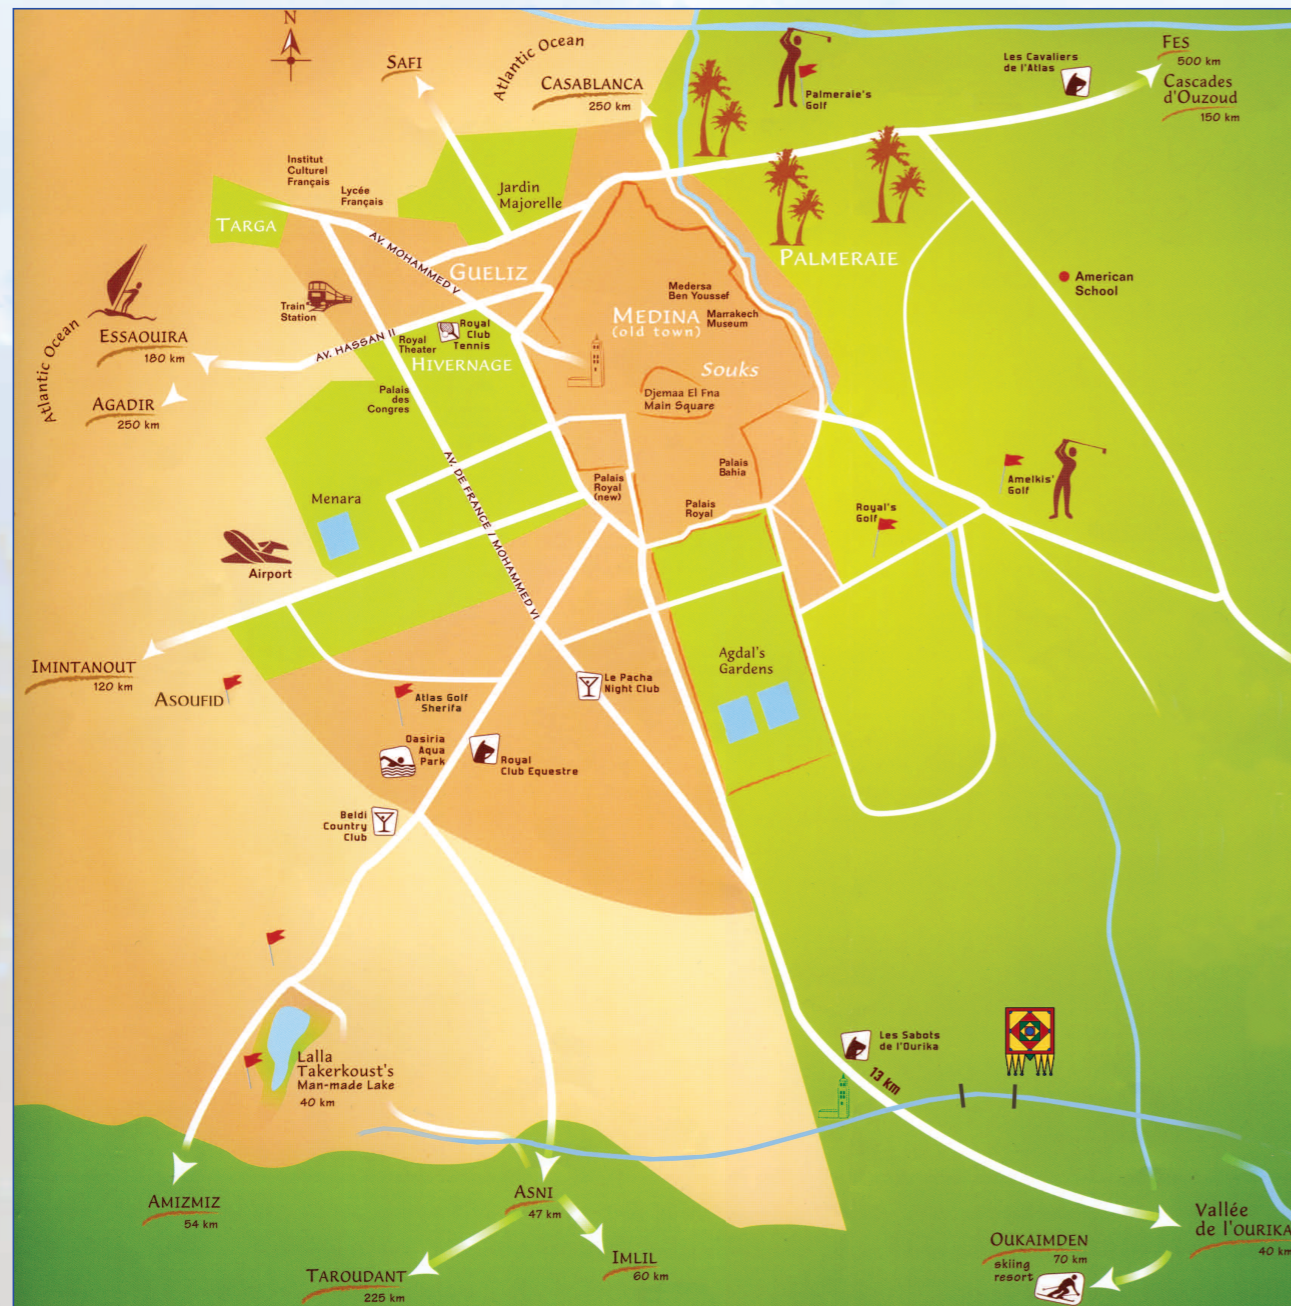 N
SAFI
Atlantic Ocean
CASABLANCA
250 km
Palmeraie's
Golf
Les Cavaliers
de l'Atlas
FES
500 km
Cascades
d'Ouzoud
150 km
Institut
Culturel
Français
Lycée
Français
Jardin
Majorelle
TARGA
AV. MOHAMMED V
GUELIZ
PALMERAIE
American
School
Medersa
Ben Youssef
MEDINA
(old town)
Marrakech
Museum
Train
Station
Atlantic Ocean
ESSAOUIRA
180 km
AV. HASSAN II
Royal
Theater
Royal
Club
Tennis
HIVERNAGE
Souks
Djemaa El Fna
Main Square
AGADIR
250 km
Palais
des
Congres
Palais
Bahia
Palais
Royal
(new)
Palais
Royal
Menara
AV. DE FRANCE / MOHAMMED VI
Royal's
Golf
Amelkis'
Golf
Airport
IMINTANOUT
120 km
ASOUFID
Atlas Golf
Sherifa
Le Pacha
Night Club
Agdal's
Gardens
Oasiria
Aqua
Park
Royal
Club Equestre
Beldi
Country
Club
Lalla
Takerkoust's
Man-made Lake
40 km
Les Sabots
de l'Ourika
13 km
AMIZMIZ
54 km
ASNI
47 km
IMLIL
60 km
TAROUDANT
225 km
Vallée
de l'OURIKA
40 km
OUKAIMDEN
70 km
skiing
resort